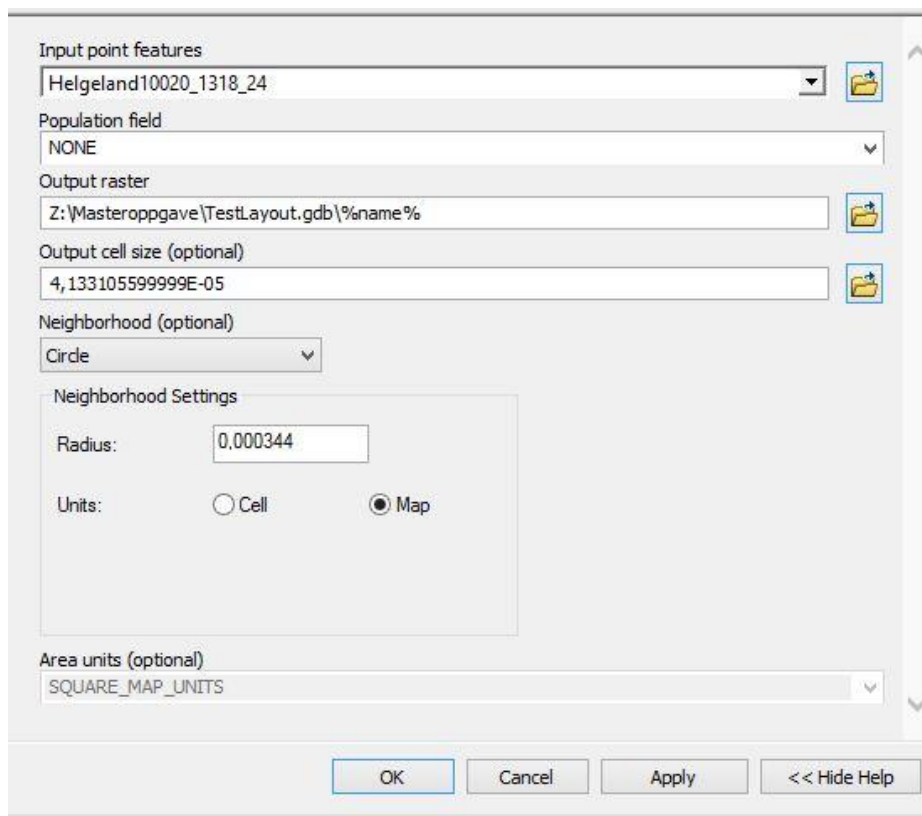 Input point features
Helgeland10020_1318_24
Population field
NONE
Output raster
Z:\Masteroppgave\TestLayout.gdb\%name%
Output cell size (optional)
4,133105599999E-05
Neighborhood (optional)
Circle
Neighborhood Settings
Radius: 0,000344
Units: Cell Map
Area units (optional)
SQUARE_MAP_UNITS
OK Cancel Apply << Hide Help